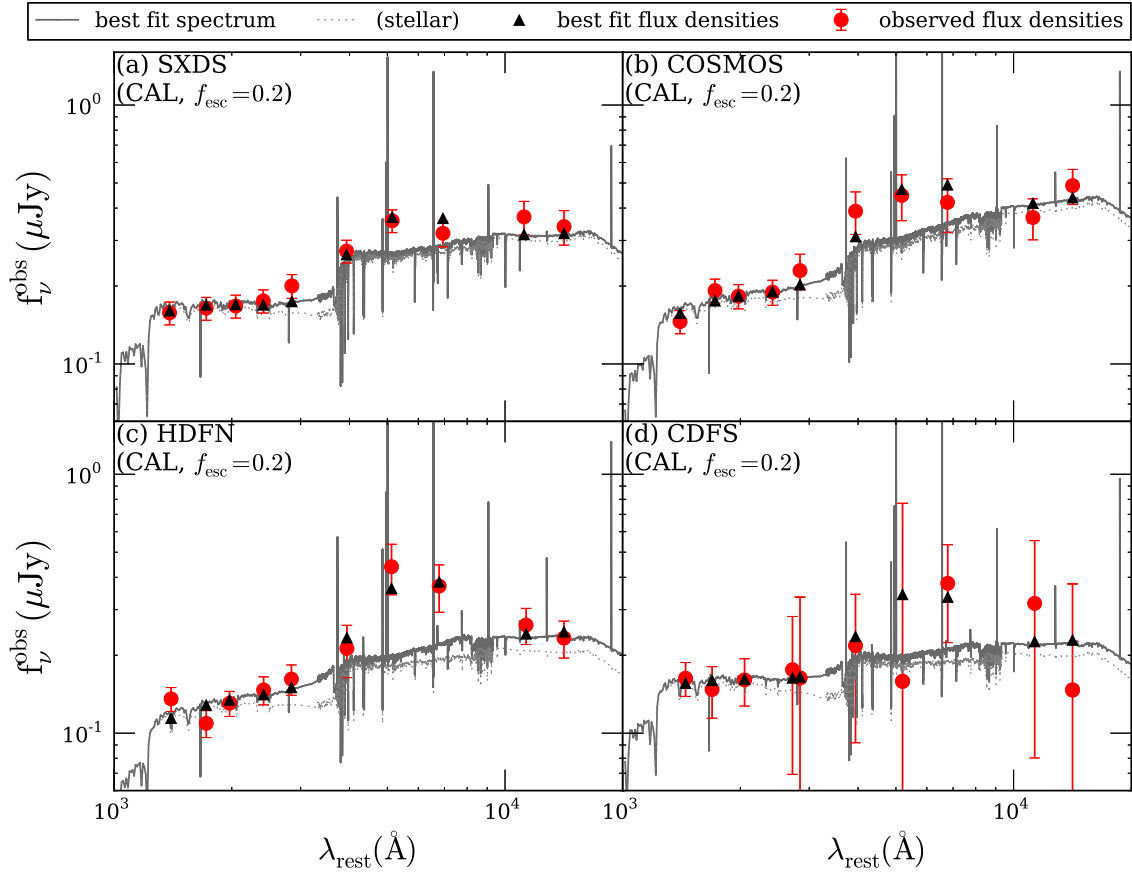 best fit spectrum (stellar) best fit flux densities observed flux densities
(a) SXDS
(CAL, f_esc=0.2)
(b) COSMOS
(CAL, f_esc=0.2)
10^0
f_ν^obs (μJy)
10^-1
(c) HDFN
(CAL, f_esc=0.2)
(d) CDFS
(CAL, f_esc=0.2)
10^0
f_ν^obs (μJy)
10^-1
10^3 10^4 10^3 10^4
λ_rest(Å) λ_rest(Å)